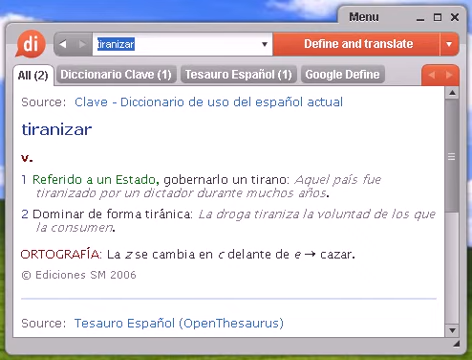 Menu
di
tiranizar
Define and translate
All (2)
Diccionario Clave (1)
Tesauro Español (1)
Google Define
Source: Clave - Diccionario de uso del español actual
tiranizar
v.
1 Referido a un Estado, gobernarlo un tirano: Aquel país fue
tiranizado por un dictador durante muchos años.
2 Dominar de forma tiránica: La droga tiraniza la voluntad de los que
la consumen.
ORTOGRAFÍA: La z se cambia en c delante de e → cazar.
© Ediciones SM 2006
Source: Tesauro Español (OpenThesaurus)